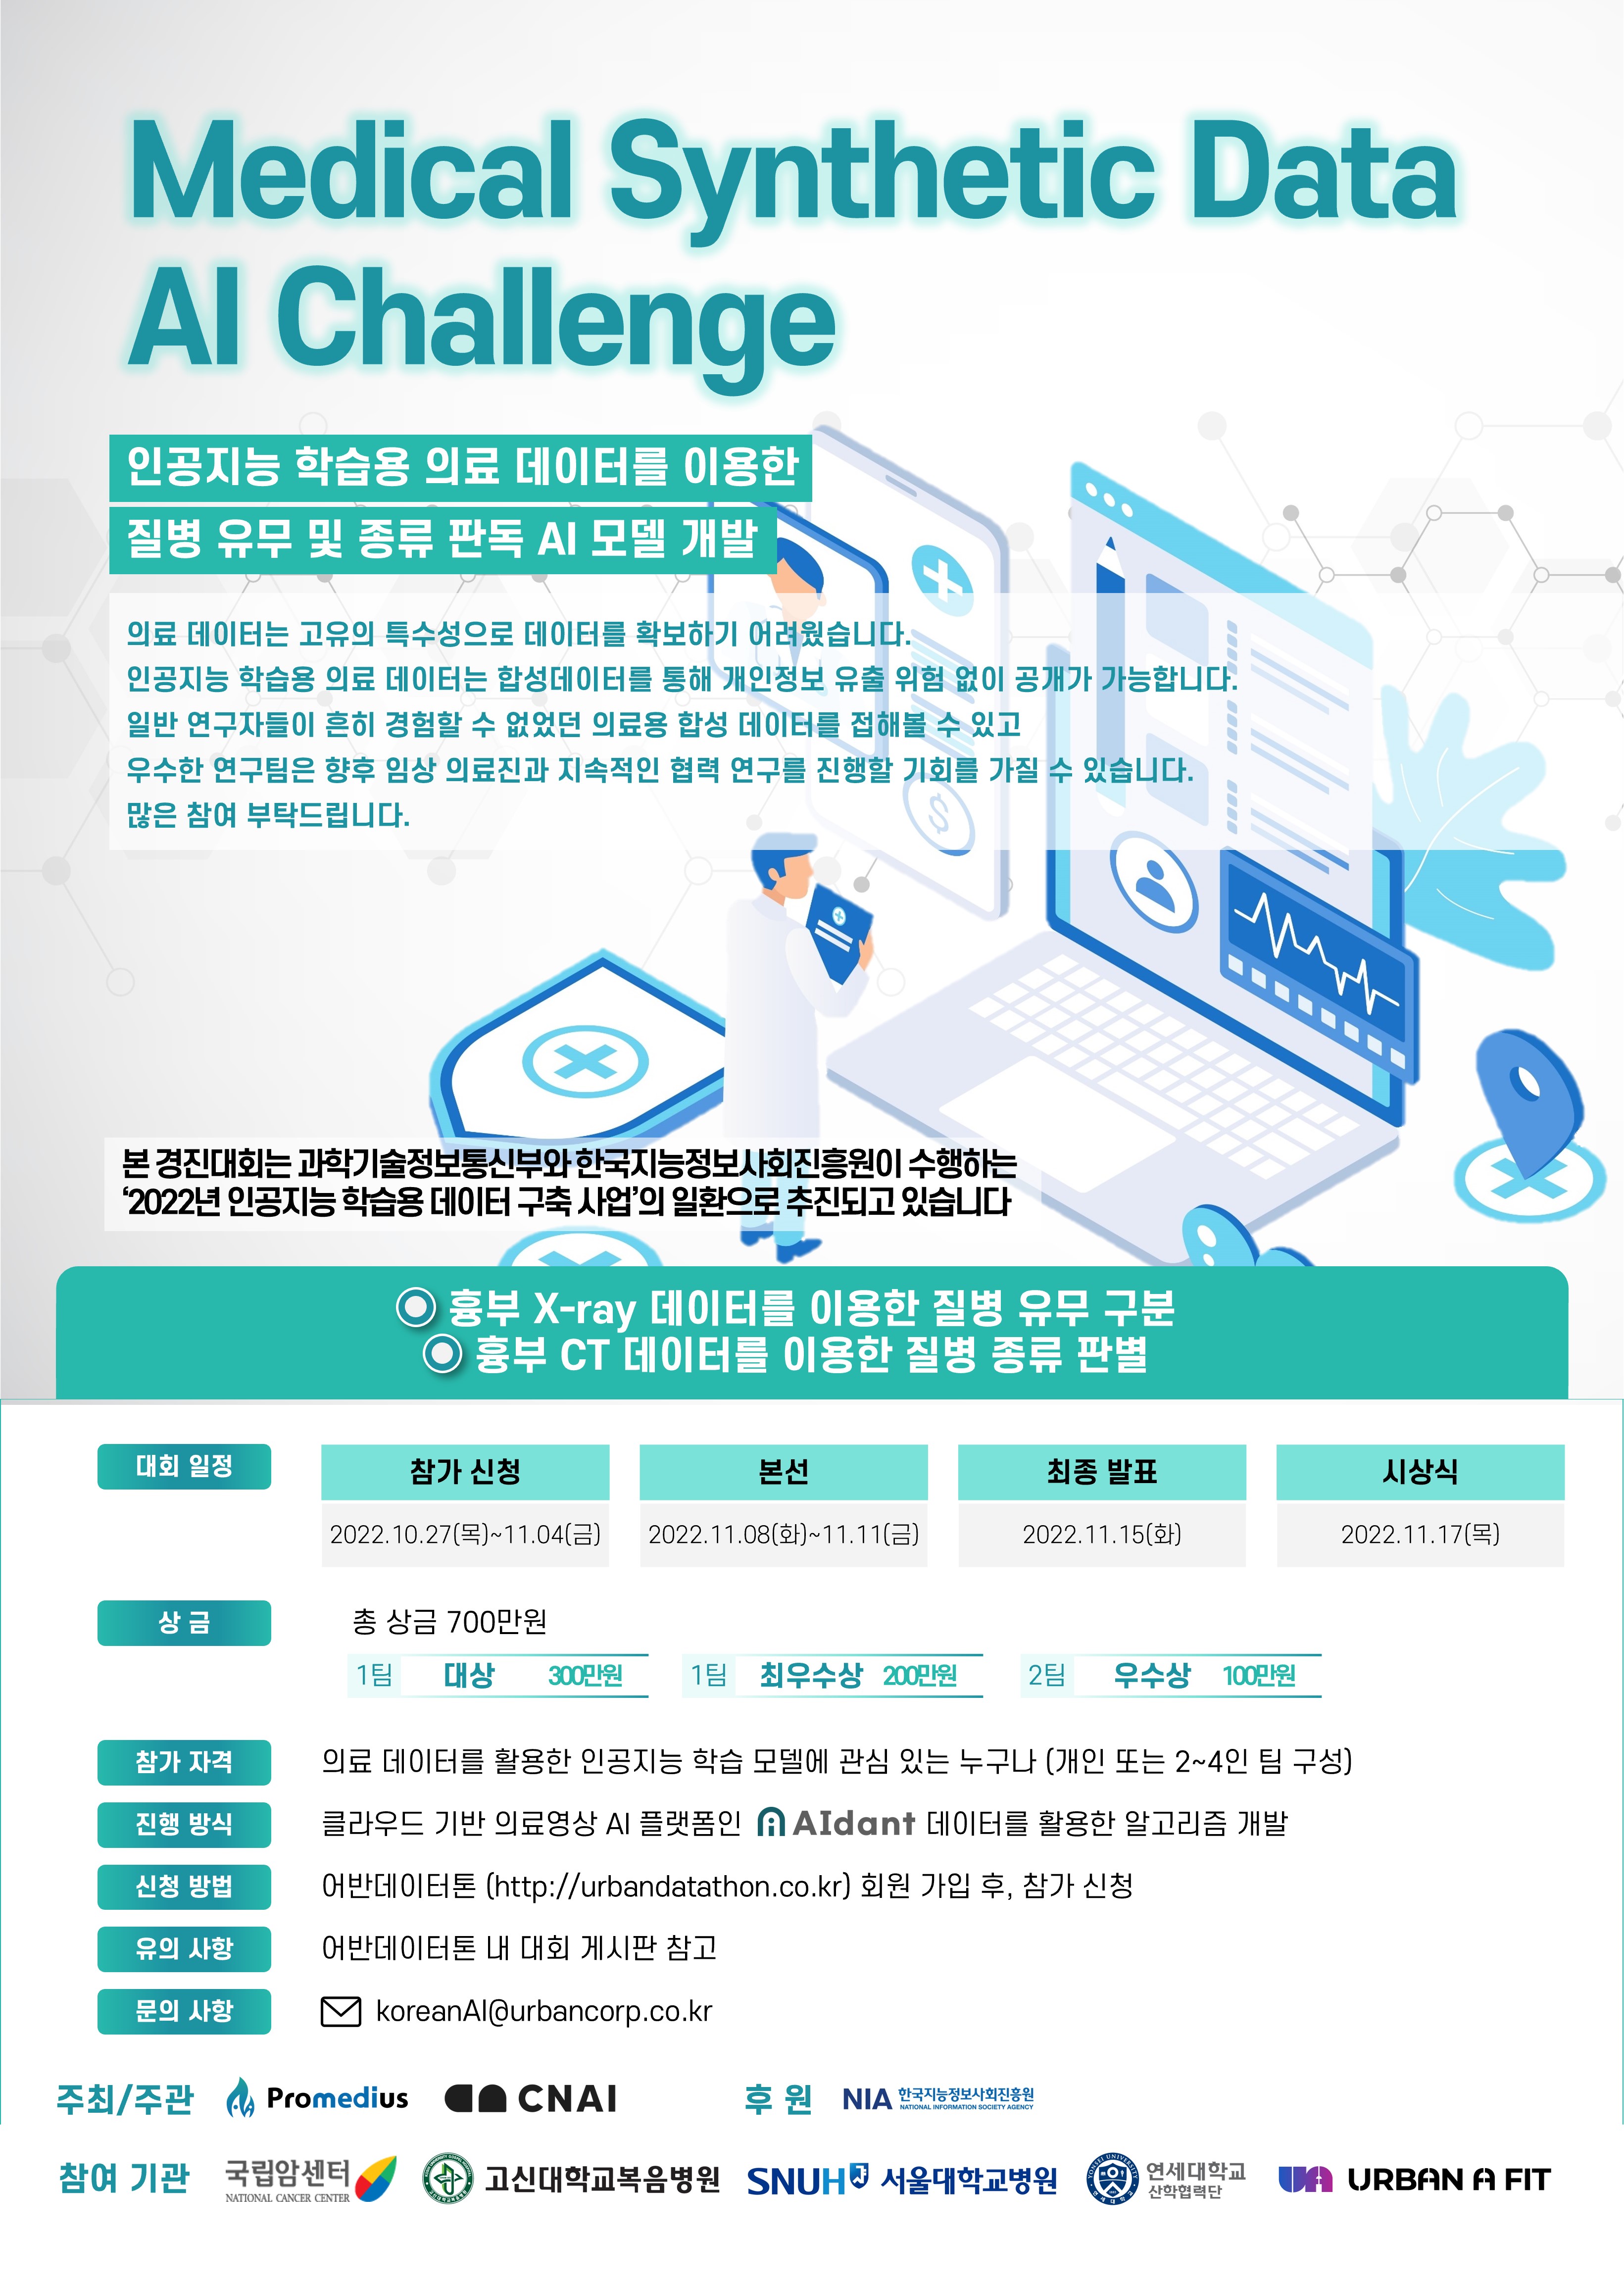 Medical Synthetic Data
AI Challenge
인공지능 학습용 의료 데이터를 이용한
질병 유무 및 종류 판독 AI 모델 개발
의료 데이터는 고유의 특수성으로 데이터를 확보하기 어려웠습니다.
인공지능 학습용 의료 데이터는 합성데이터를 통해 개인정보 유출 위험 없이 공개가 가능합니다.
일반 연구자들이 흔히 경험할 수 없었던 의료용 합성 데이터를 접해볼 수 있고
우수한 연구팀은 향후 임상 의료진과 지속적인 협력 연구를 진행할 기회를 가질 수 있습니다.
많은 참여 부탁드립니다.
본 경진대회는 과학기술정보통신부와 한국지능정보사회진흥원이 수행하는
‘2022년 인공지능 학습용 데이터 구축 사업’의 일환으로 추진되고 있습니다
흉부 X-ray 데이터를 이용한 질병 유무 구분
흉부 CT 데이터를 이용한 질병 종류 판별
대회 일정
참가 신청 본선 최종 발표 시상식
2022.10.27(목)~11.04(금) 2022.11.08(화)~11.11(금) 2022.11.15(화) 2022.11.17(목)
상 금 총 상금 700만원
1팀 대상 300만원 1팀 최우수상 200만원 2팀 우수상 100만원
참가 자격 의료 데이터를 활용한 인공지능 학습 모델에 관심 있는 누구나 (개인 또는 2~4인 팀 구성)
진행 방식 클라우드 기반 의료영상 AI 플랫폼인 AIdant 데이터를 활용한 알고리즘 개발
신청 방법 어반데이터톤 (http://urbandatathon.co.kr) 회원 가입 후, 참가 신청
유의 사항 어반데이터톤 내 대회 게시판 참고
문의 사항 koreanAI@urbancorp.co.kr
주최/주관 Promedius CNAI 후 원 NIA 한국지능정보사회진흥원
NATIONAL INFORMATION SOCIETY AGENCY
참여 기관 국립암센터 고신대학교복음병원 SNUH 서울대학교병원 연세대학교 URBAN A FIT
NATIONAL CANCER CENTER 산학협력단